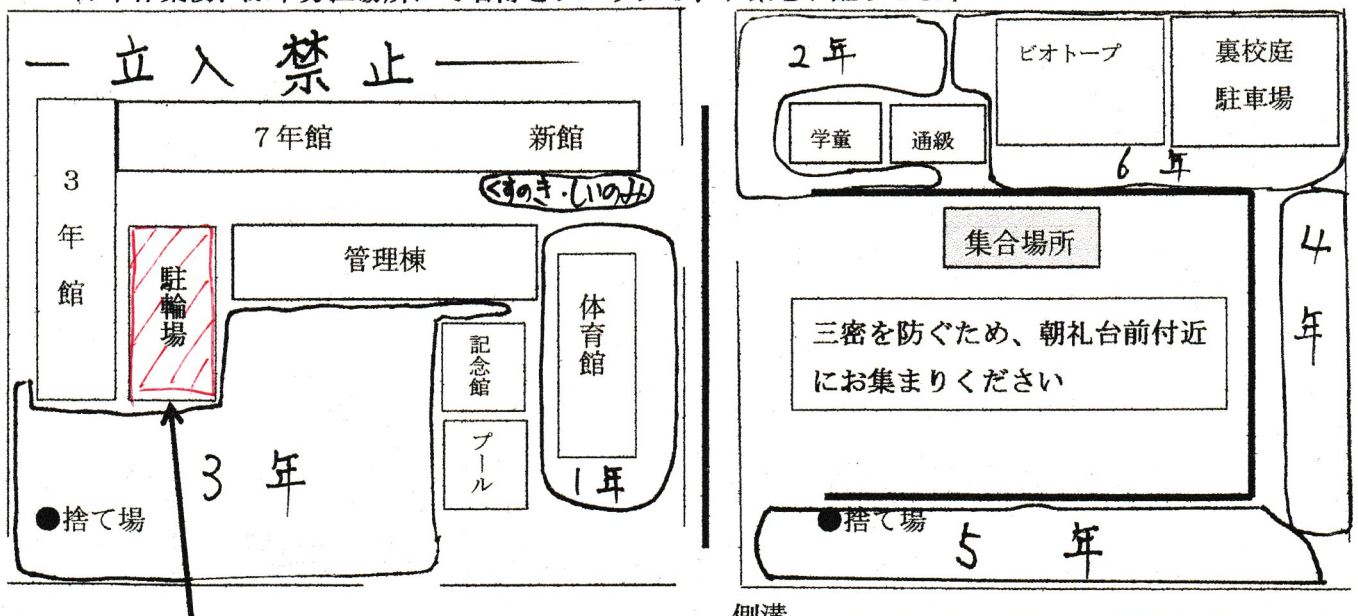 一 立入禁止 ー
7年館
新館
3年館
くすのき・しいのみ
駐輪場
管理棟
体育館
記念館
プール
1年
3年
●捨て場
2年
ビオトープ
裏校庭
駐車場
学童
通級
6年
集合場所
4年
三密を防ぐため、朝礼台前付近
にお集まりください
●捨て場
5年
側溝